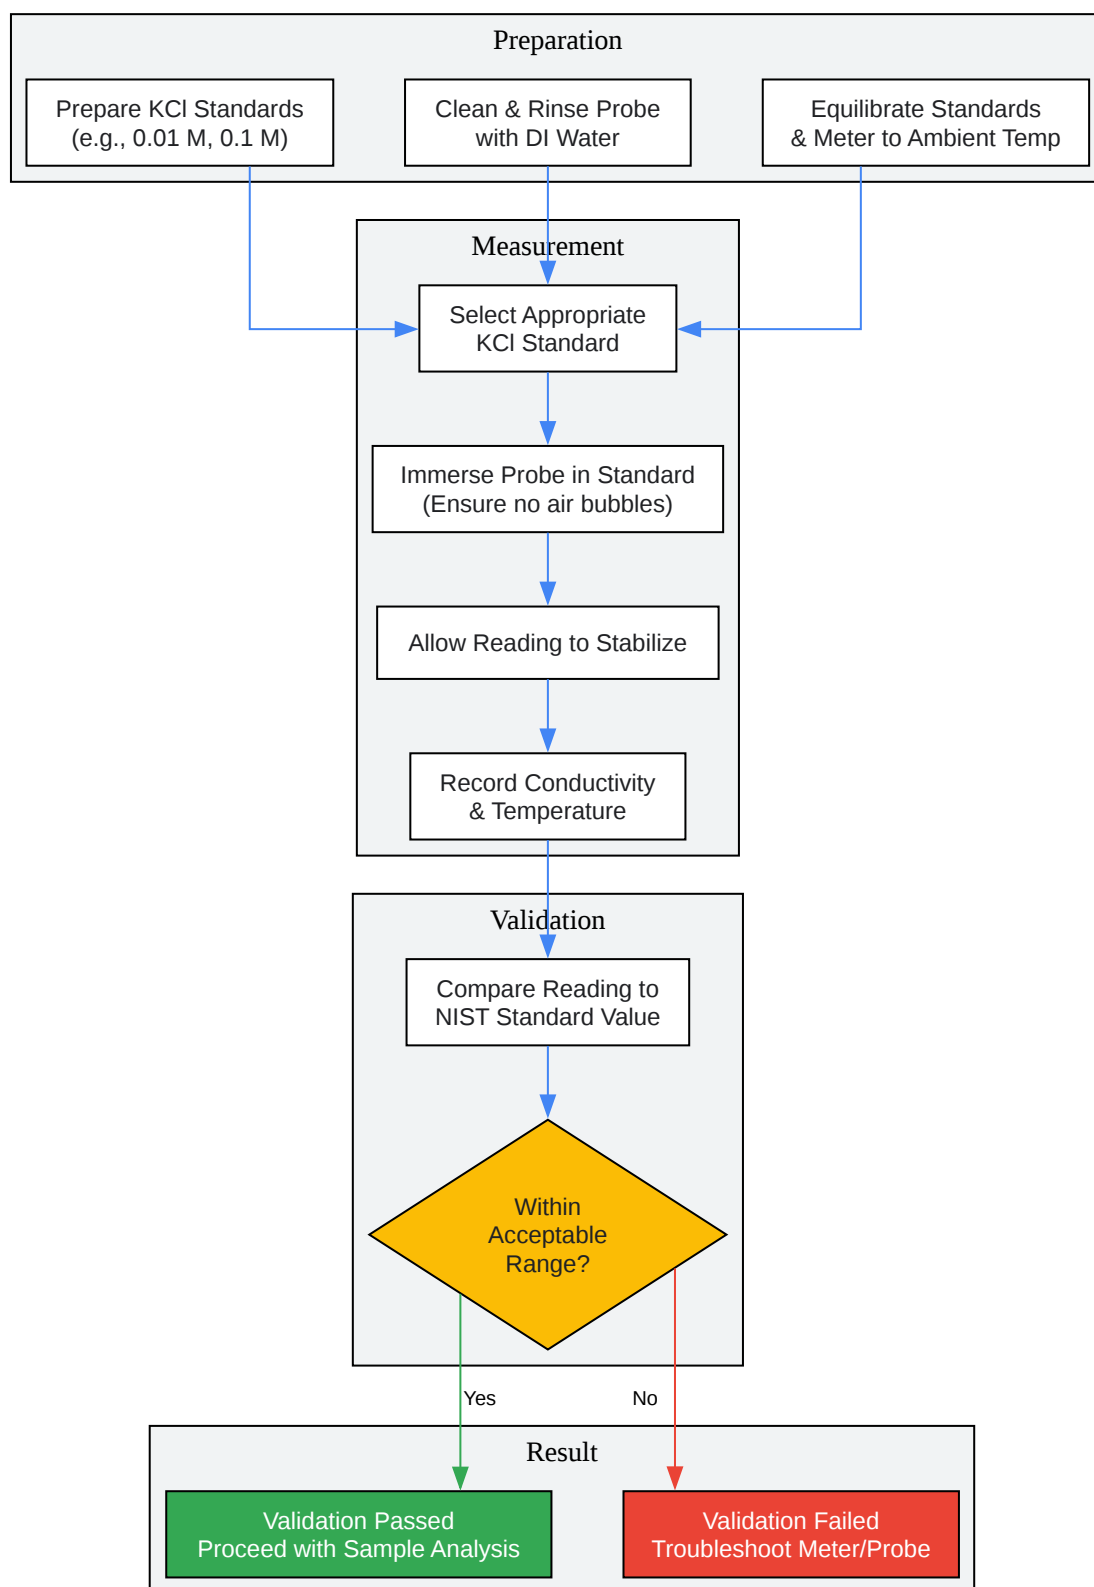 Preparation
Prepare KCl Standards
(e.g., 0.01 M, 0.1 M)
Clean & Rinse Probe
with DI Water
Equilibrate Standards
& Meter to Ambient Temp
Measurement
Select Appropriate
KCl Standard
Immerse Probe in Standard
(Ensure no air bubbles)
Allow Reading to Stabilize
Record Conductivity
& Temperature
Validation
Compare Reading to
NIST Standard Value
Within
Acceptable
Range?
Yes
No
Result
Validation Passed
Proceed with Sample Analysis
Validation Failed
Troubleshoot Meter/Probe